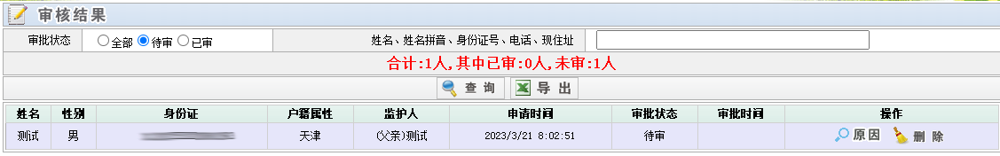 审核结果
审批状态 全部 待审 已审 姓名、姓名拼音、身份证号、电话、现住址
合计:1人,其中已审:0人,未审:1人
查 询 导 出
姓名 性别 身份证 户籍属性 监护人 申请时间 审批状态 审批时间 操作
测试 男 天津 (父亲)测试 2023/3/21 8:02:51 待审 原因 删 除